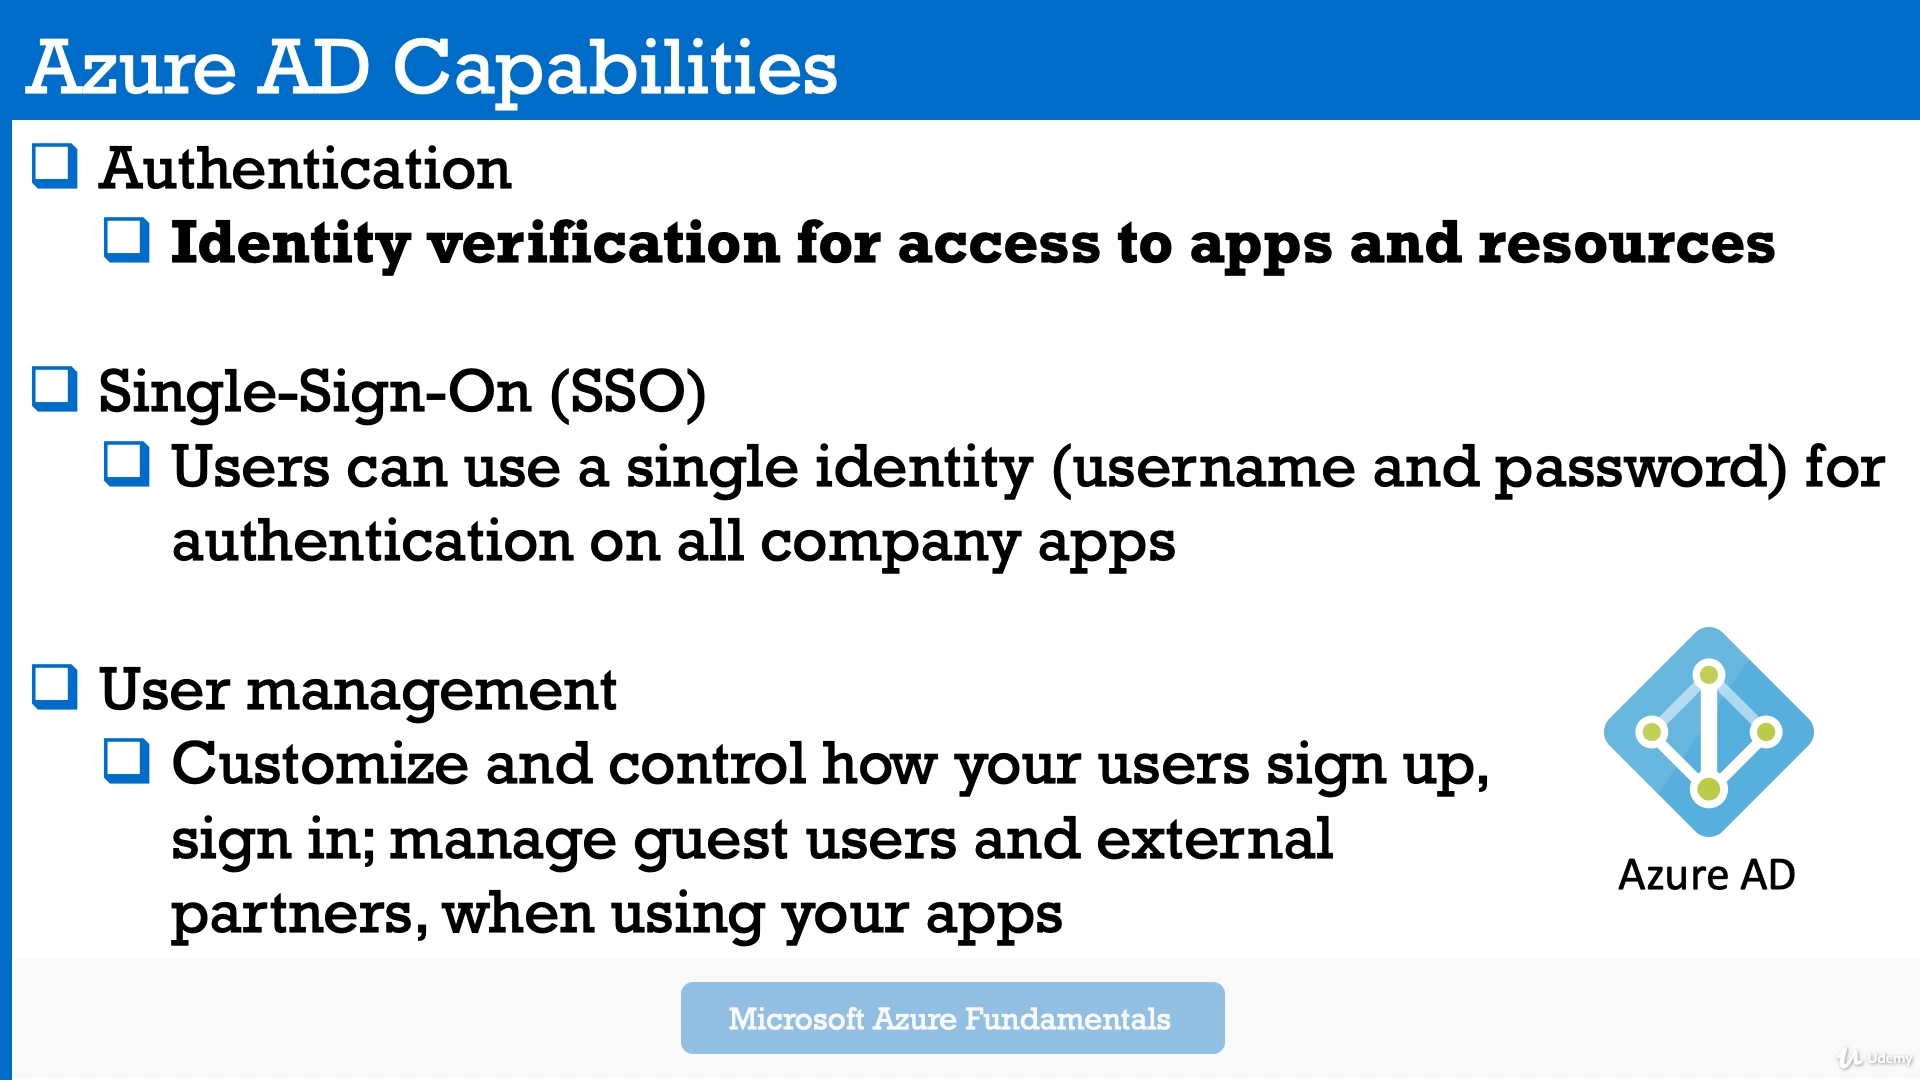 Azure AD Capabilities
Authentication
Identity verification for access to apps and resources
Single-Sign-On (SSO)
Users can use a single identity (username and password) for
authentication on all company apps
User management
Customize and control how your users sign up,
sign in; manage guest users and external
partners, when using your apps
Azure AD
Microsoft Azure Fundamentals
Udemy